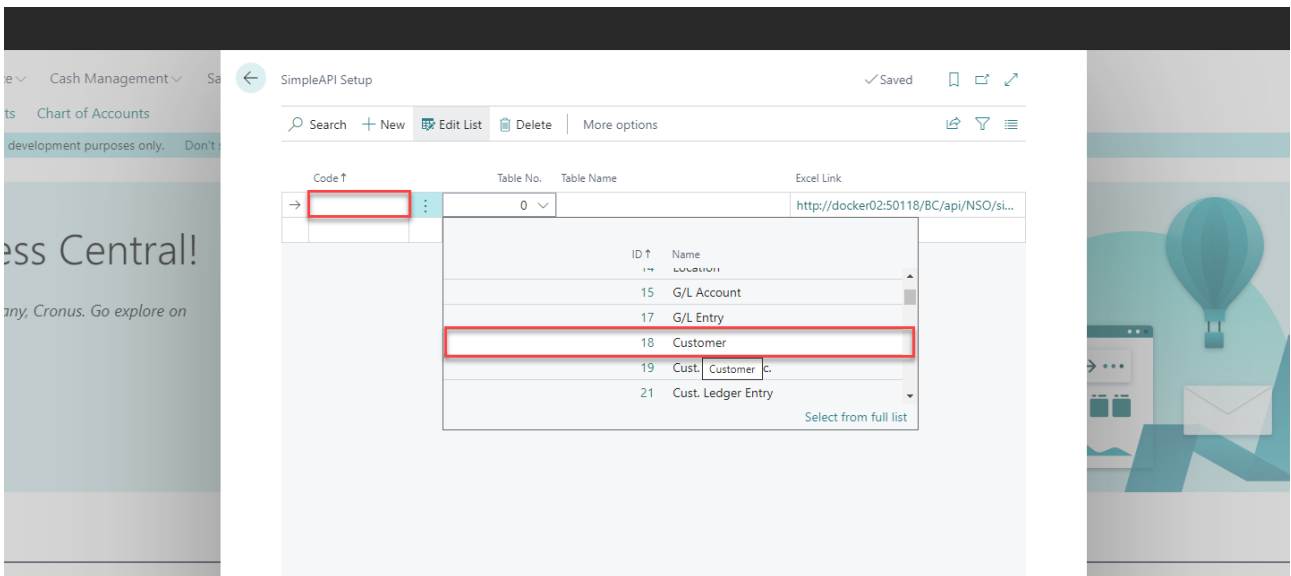 Cash Management
Sa
SimpleAPI Setup
Saved
ts Chart of Accounts
Search New Edit List Delete More options
development purposes only. Don't s
Code Table No. Table Name Excel Link
0 http://docker02:50118/BC/api/NSO/si...
ess Central!
any, Cronus. Go explore on
ID Name
14 Location
15 G/L Account
17 G/L Entry
18 Customer
19 Cust. Customer c.
21 Cust. Ledger Entry
Select from full list